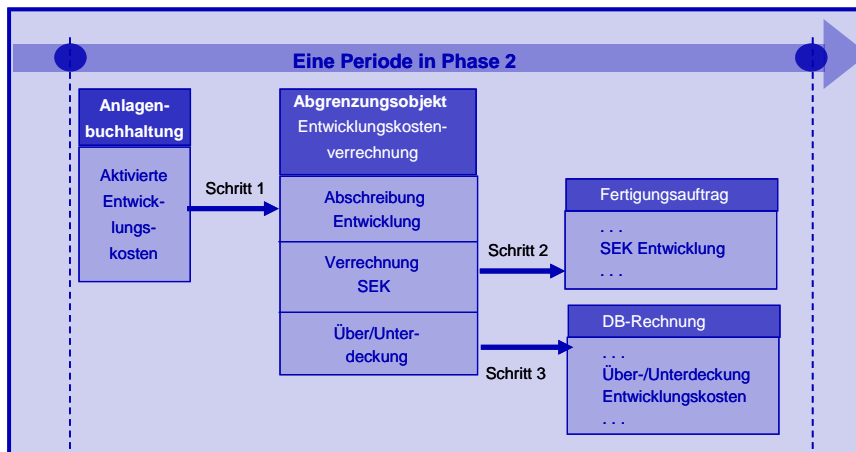 Eine Periode in Phase 2
Anlagen-
buchhaltung
Aktivierte
Entwick-
lungs-
kosten
Schritt 1
Abgrenzungsobjekt
Entwicklungskosten-
verrechnung
Abschreibung
Entwicklung
Verrechnung
SEK
Über/Unter-
deckung
Schritt 2
Fertigungsauftrag
. . .
SEK Entwicklung
. . .
Schritt 3
DB-Rechnung
. . .
Über-/Unterdeckung
Entwicklungskosten
. . .